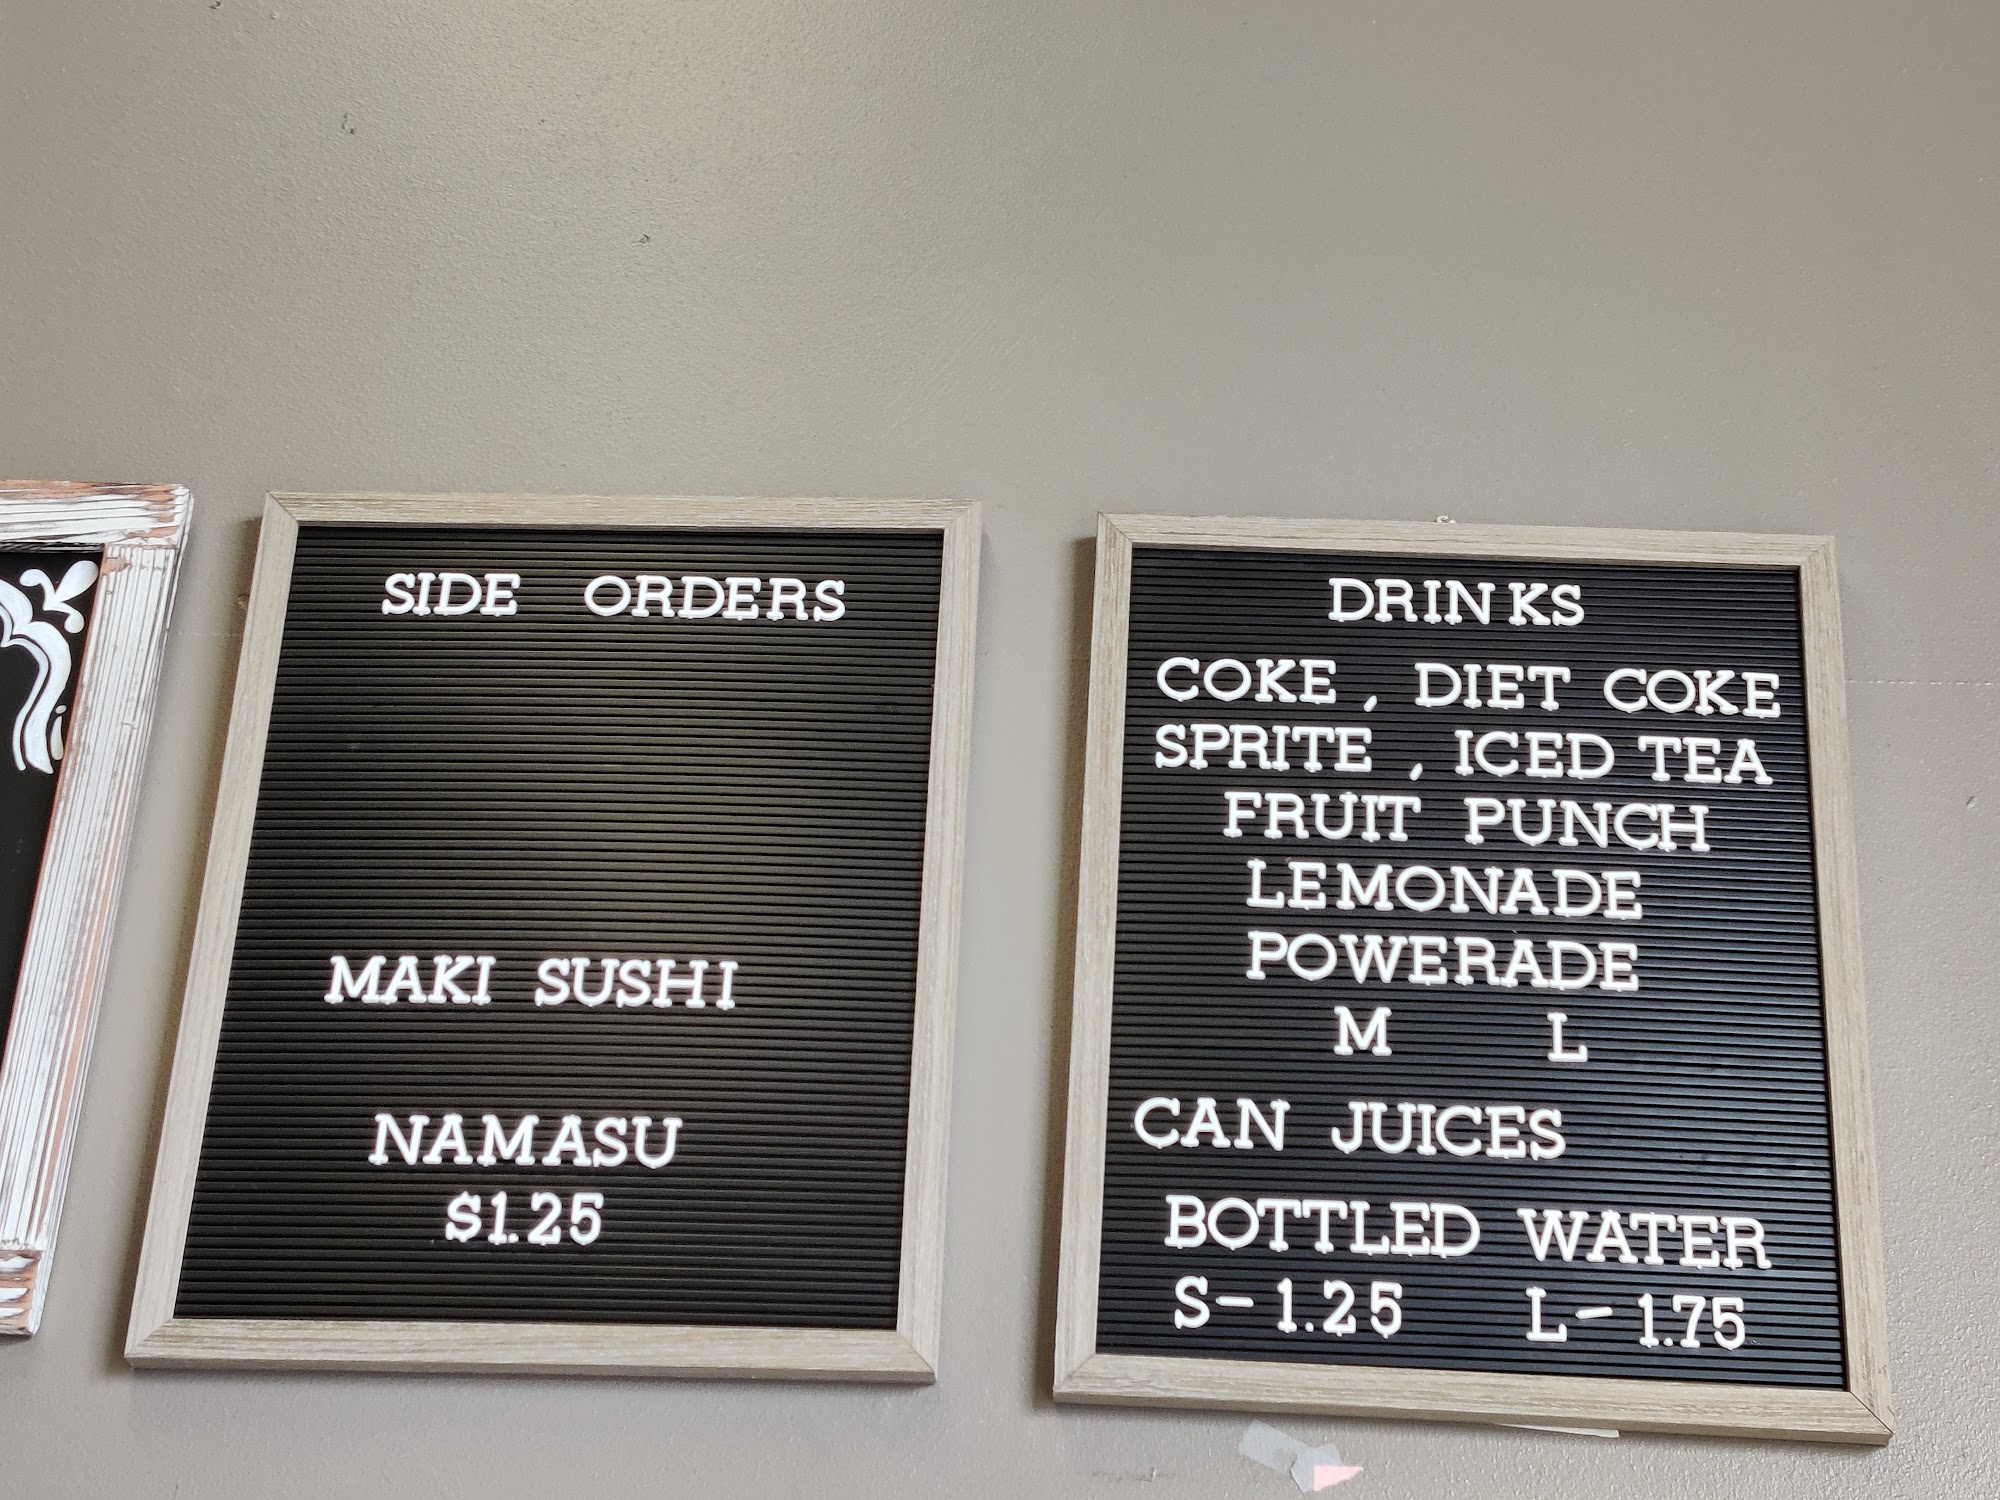 SIDE ORDERS
MAKI SUSHI
NAMASU
$1.25
DRINKS
COKE , DIET COKE
SPRITE , ICED TEA
FRUIT PUNCH
LEMONADE
POWERADE
M L
CAN JUICES
BOTTLED WATER
S- 1.25 L- 1.75